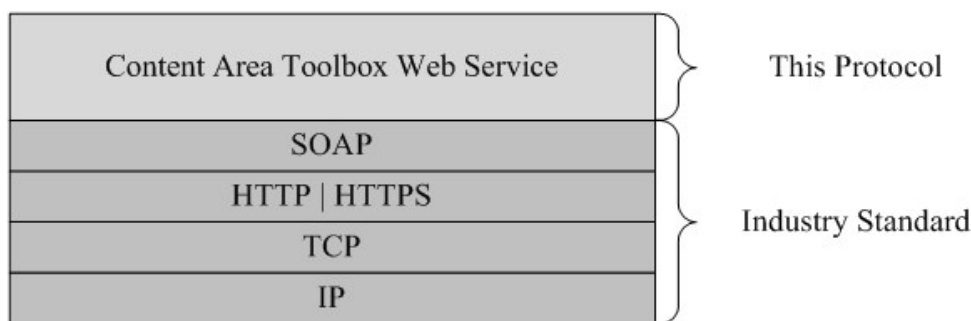 Content Area Toolbox Web Service
This Protocol
SOAP
HTTP | HTTPS
TCP
IP
Industry Standard